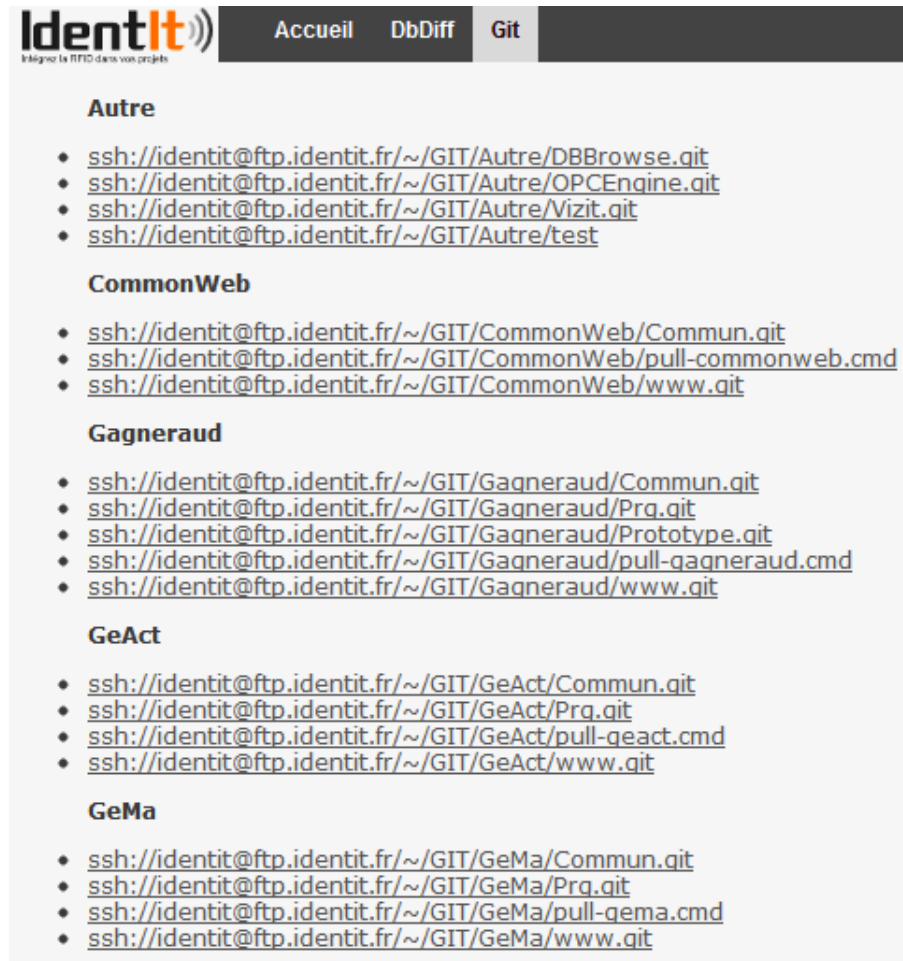 IdentIt
Intégrez la RFID dans vos projets
Accueil DbDiff Git
Autre
ssh://identit@ftp.identit.fr/~/GIT/Autre/DBBrowse.git
ssh://identit@ftp.identit.fr/~/GIT/Autre/OPCEngine.git
ssh://identit@ftp.identit.fr/~/GIT/Autre/Vizit.git
ssh://identit@ftp.identit.fr/~/GIT/Autre/test
CommonWeb
ssh://identit@ftp.identit.fr/~/GIT/CommonWeb/Commun.git
ssh://identit@ftp.identit.fr/~/GIT/CommonWeb/pull-commonweb.cmd
ssh://identit@ftp.identit.fr/~/GIT/CommonWeb/www.git
Gagneraud
ssh://identit@ftp.identit.fr/~/GIT/Gagneraud/Commun.git
ssh://identit@ftp.identit.fr/~/GIT/Gagneraud/Prg.git
ssh://identit@ftp.identit.fr/~/GIT/Gagneraud/Prototype.git
ssh://identit@ftp.identit.fr/~/GIT/Gagneraud/pull-gagneraud.cmd
ssh://identit@ftp.identit.fr/~/GIT/Gagneraud/www.git
GeAct
ssh://identit@ftp.identit.fr/~/GIT/GeAct/Commun.git
ssh://identit@ftp.identit.fr/~/GIT/GeAct/Prg.git
ssh://identit@ftp.identit.fr/~/GIT/GeAct/pull-geact.cmd
ssh://identit@ftp.identit.fr/~/GIT/GeAct/www.git
GeMa
ssh://identit@ftp.identit.fr/~/GIT/GeMa/Commun.git
ssh://identit@ftp.identit.fr/~/GIT/GeMa/Prg.git
ssh://identit@ftp.identit.fr/~/GIT/GeMa/pull-gema.cmd
ssh://identit@ftp.identit.fr/~/GIT/GeMa/www.git